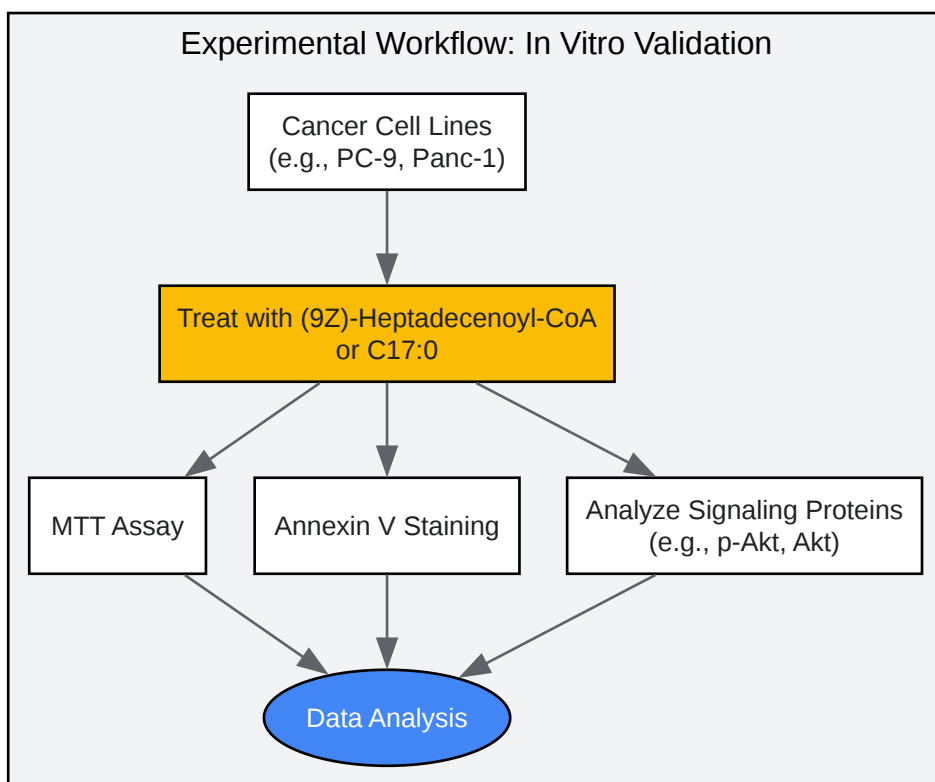 Experimental Workflow: In Vitro Validation
Cancer Cell Lines
(e.g., PC-9, Panc-1)
Treat with (9Z)-Heptadecenoyl-CoA
or C17:0
MTT Assay
Annexin V Staining
Analyze Signaling Proteins
(e.g., p-Akt, Akt)
Data Analysis